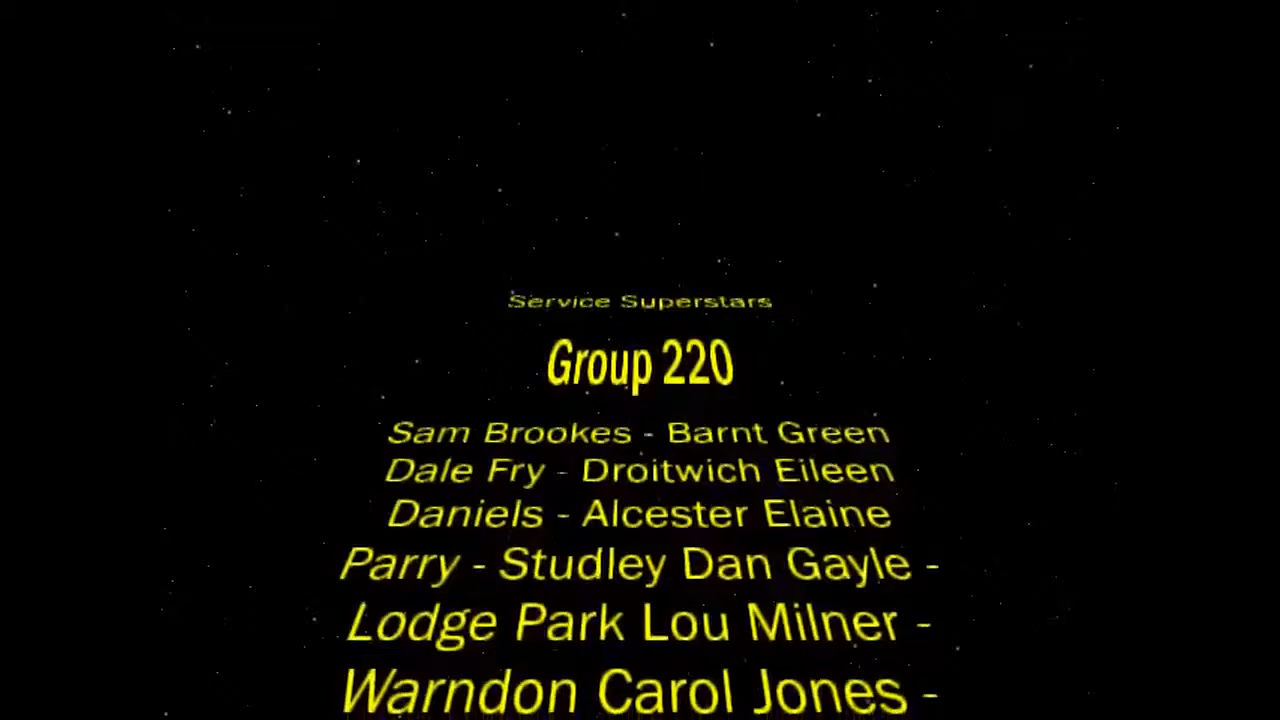 Service Superstars
Group 220
Sam Brookes - Barnt Green
Dale Fry - Droitwich Eileen
Daniels - Alcester Elaine
Parry - Studley Dan Gayle -
Lodge Park Lou Milner -
Warndon Carol Jones -